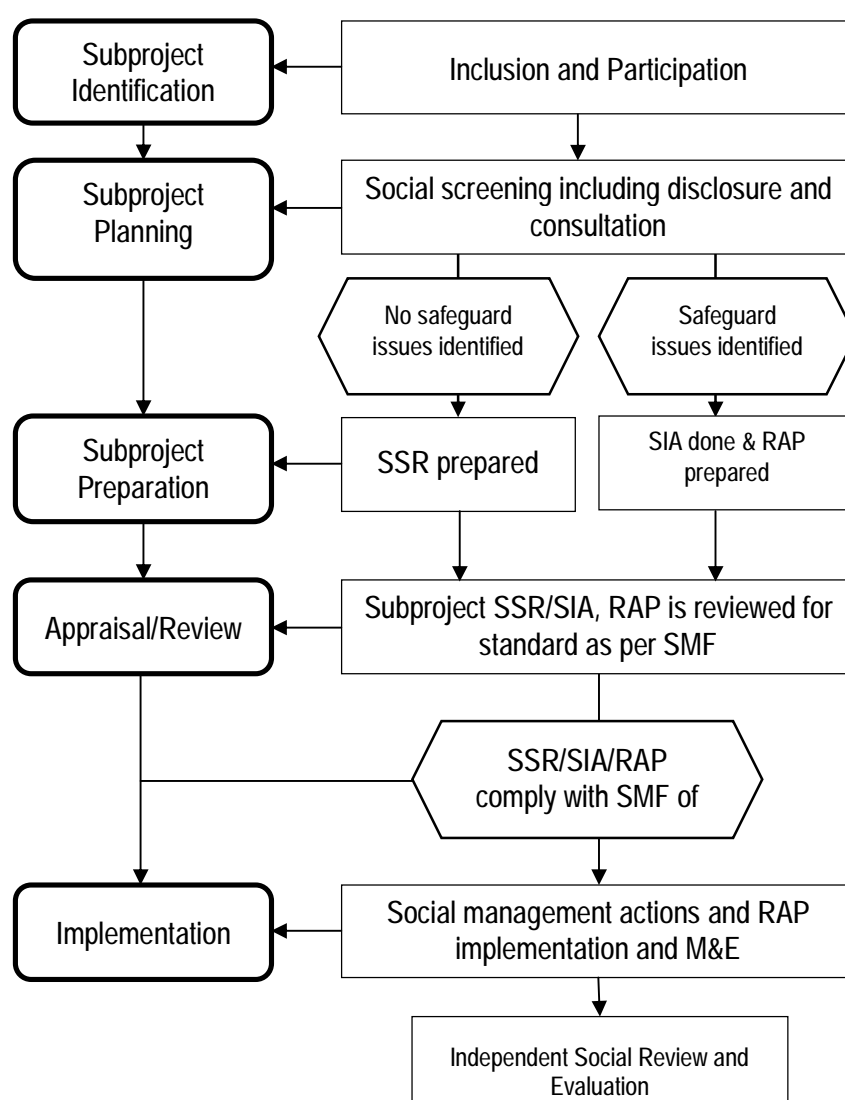 Subproject
Identification
Inclusion and Participation
Subproject
Planning
Social screening including disclosure and
consultation
No safeguard
issues identified
Safeguard
issues identified
Subproject
Preparation
SSR prepared
SIA done & RAP
prepared
Appraisal/Review
Subproject SSR/SIA, RAP is reviewed for
standard as per SMF
SSR/SIA/RAP
comply with SMF of
Implementation
Social management actions and RAP
implementation and M&E
Independent Social Review and
Evaluation